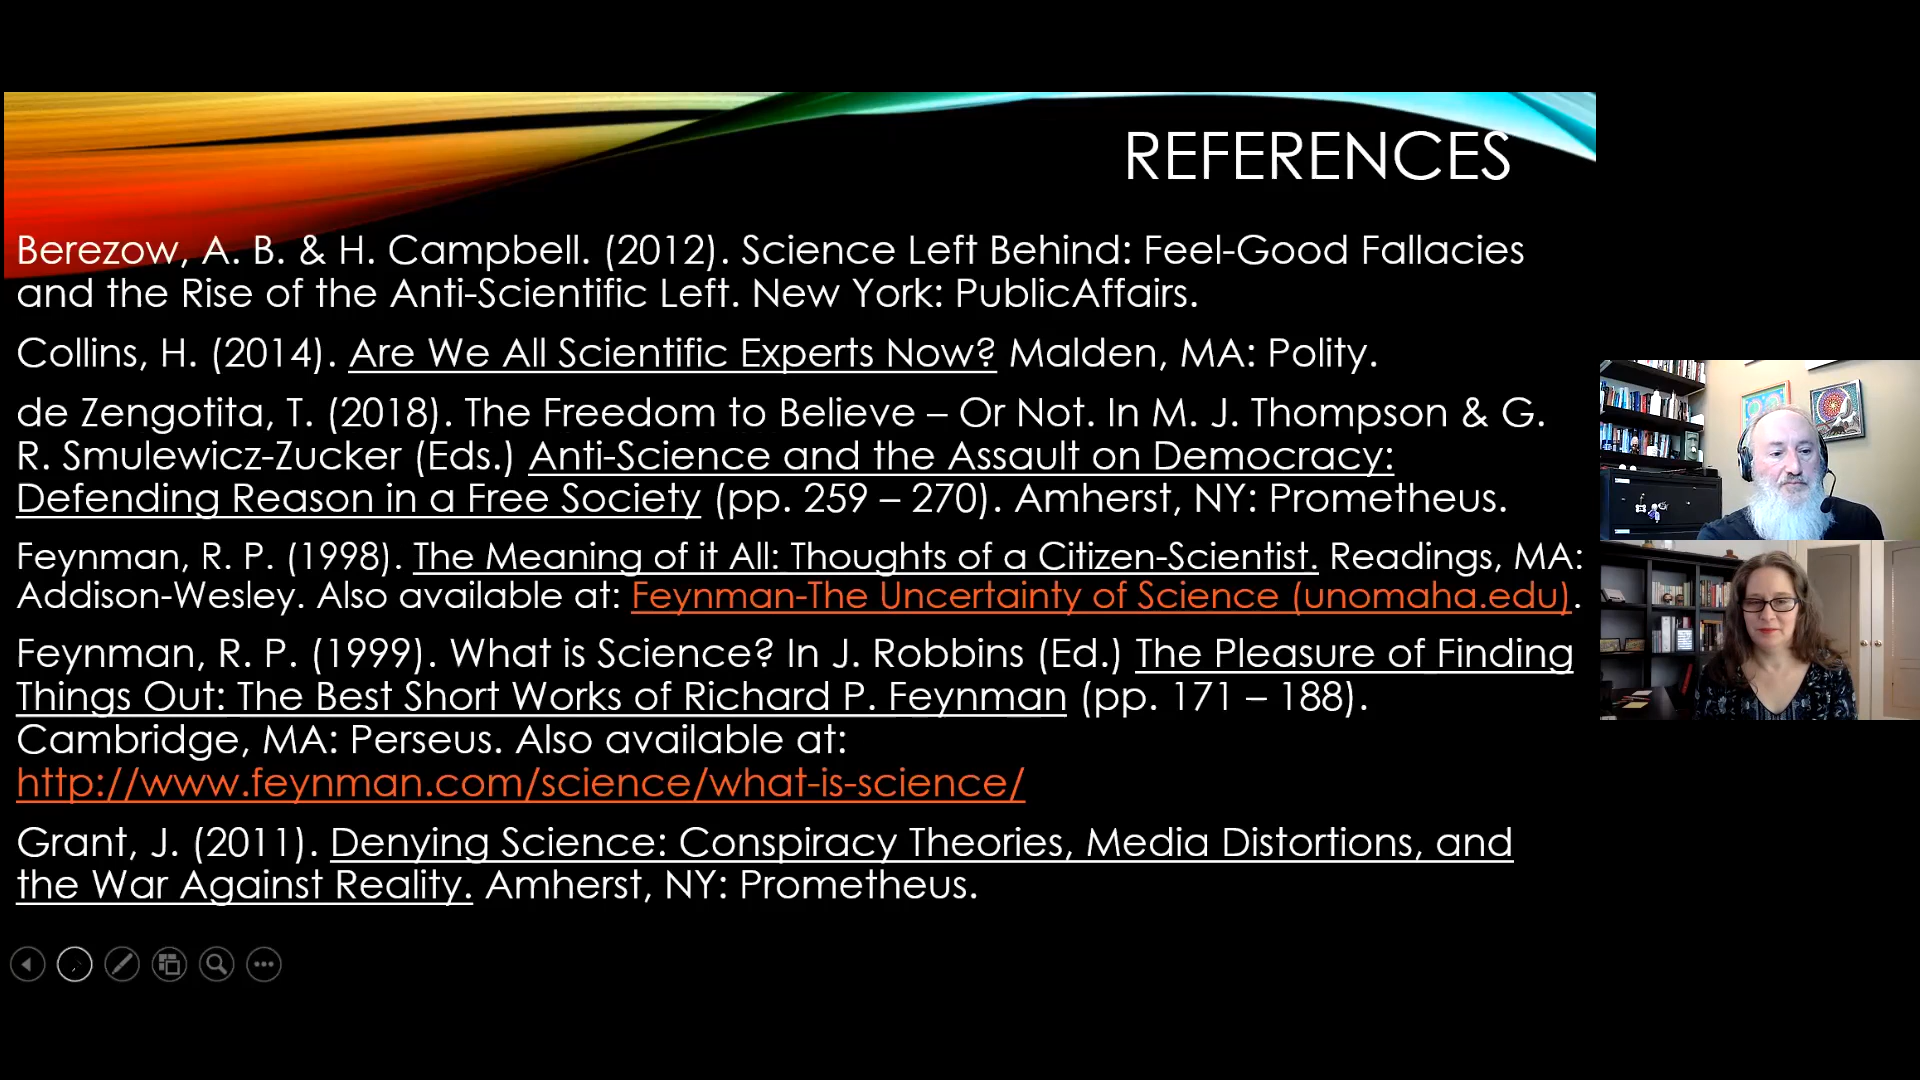 REFERENCES
Berezow, A. B. & H. Campbell. (2012). Science Left Behind: Feel-Good Fallacies
and the Rise of the Anti-Scientific Left. New York: PublicAffairs.
Collins, H. (2014). Are We All Scientific Experts Now? Malden, MA: Polity.
de Zengotita, T. (2018). The Freedom to Believe – Or Not. In M. J. Thompson & G.
R. Smulewicz-Zucker (Eds.) Anti-Science and the Assault on Democracy:
Defending Reason in a Free Society (pp. 259 – 270). Amherst, NY: Prometheus.
Feynman, R. P. (1998). The Meaning of it All: Thoughts of a Citizen-Scientist. Readings, MA:
Addison-Wesley. Also available at: Feynman-The Uncertainty of Science (unomaha.edu).
Feynman, R. P. (1999). What is Science? In J. Robbins (Ed.) The Pleasure of Finding
Things Out: The Best Short Works of Richard P. Feynman (pp. 171 – 188).
Cambridge, MA: Perseus. Also available at:
http://www.feynman.com/science/what-is-science/
Grant, J. (2011). Denying Science: Conspiracy Theories, Media Distortions, and
the War Against Reality. Amherst, NY: Prometheus.